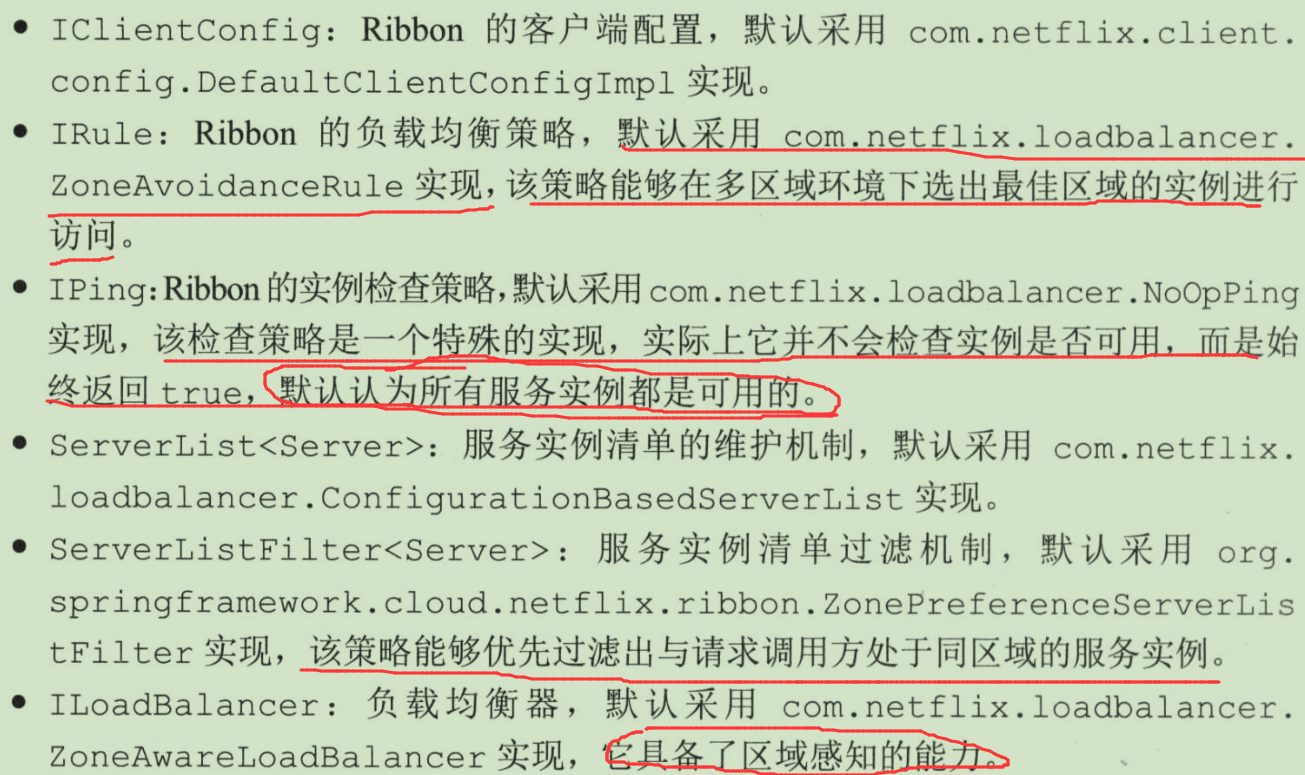 • IClientConfig: Ribbon 的客户端配置，默认采用 com.netflix.client.
config.DefaultClientConfigImpl 实现。
• IRule: Ribbon 的负载均衡策略，默认采用 com.netflix.loadbalancer.
ZoneAvoidanceRule 实现，该策略能够在多区域环境下选出最佳区域的实例进行
访问。
• IPing:Ribbon 的实例检查策略，默认采用 com.netflix.loadbalancer.NoOpPing
实现，该检查策略是一个特殊的实现，实际上它并不会检查实例是否可用，而是始
终返回 true，默认认为所有服务实例都是可用的。
• ServerList<Server>: 服务实例清单的维护机制，默认采用 com.netflix.
loadbalancer.ConfigurationBasedServerList 实现。
• ServerListFilter<Server>: 服务实例清单过滤机制，默认采用 org.
springframework.cloud.netflix.ribbon.ZonePreferenceServerLis
tFilter 实现，该策略能够优先过滤出与请求调用方处于同区域的服务实例。
• ILoadBalancer: 负载均衡器，默认采用 com.netflix.loadbalancer.
ZoneAwareLoadBalancer 实现，它具备了区域感知的能力。